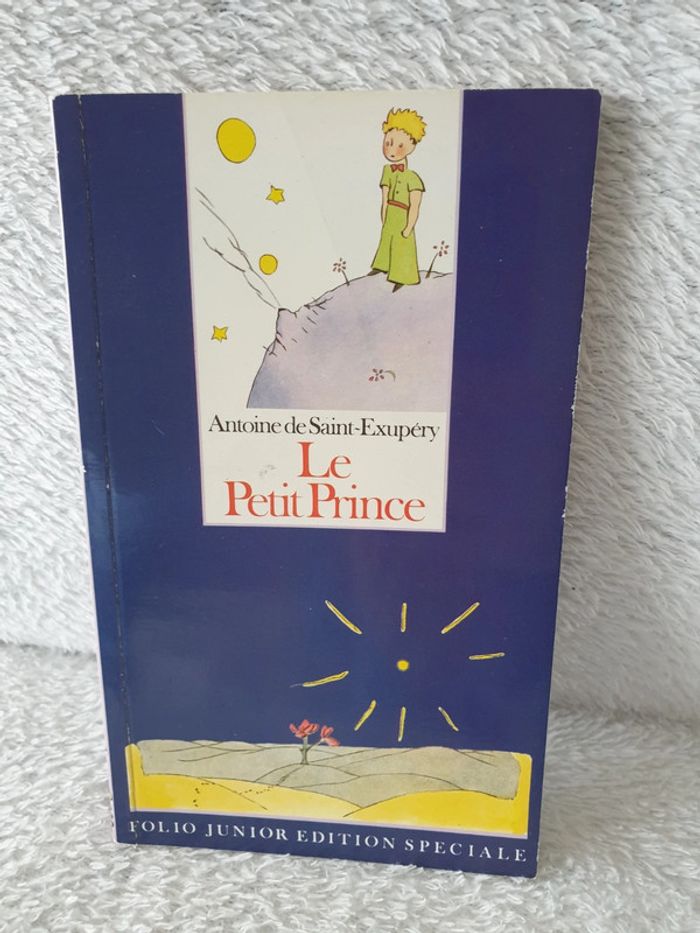 Antoine de Saint-Exupéry
Le
Petit Prince
FOLIO JUNIOR EDITION SPECIALE